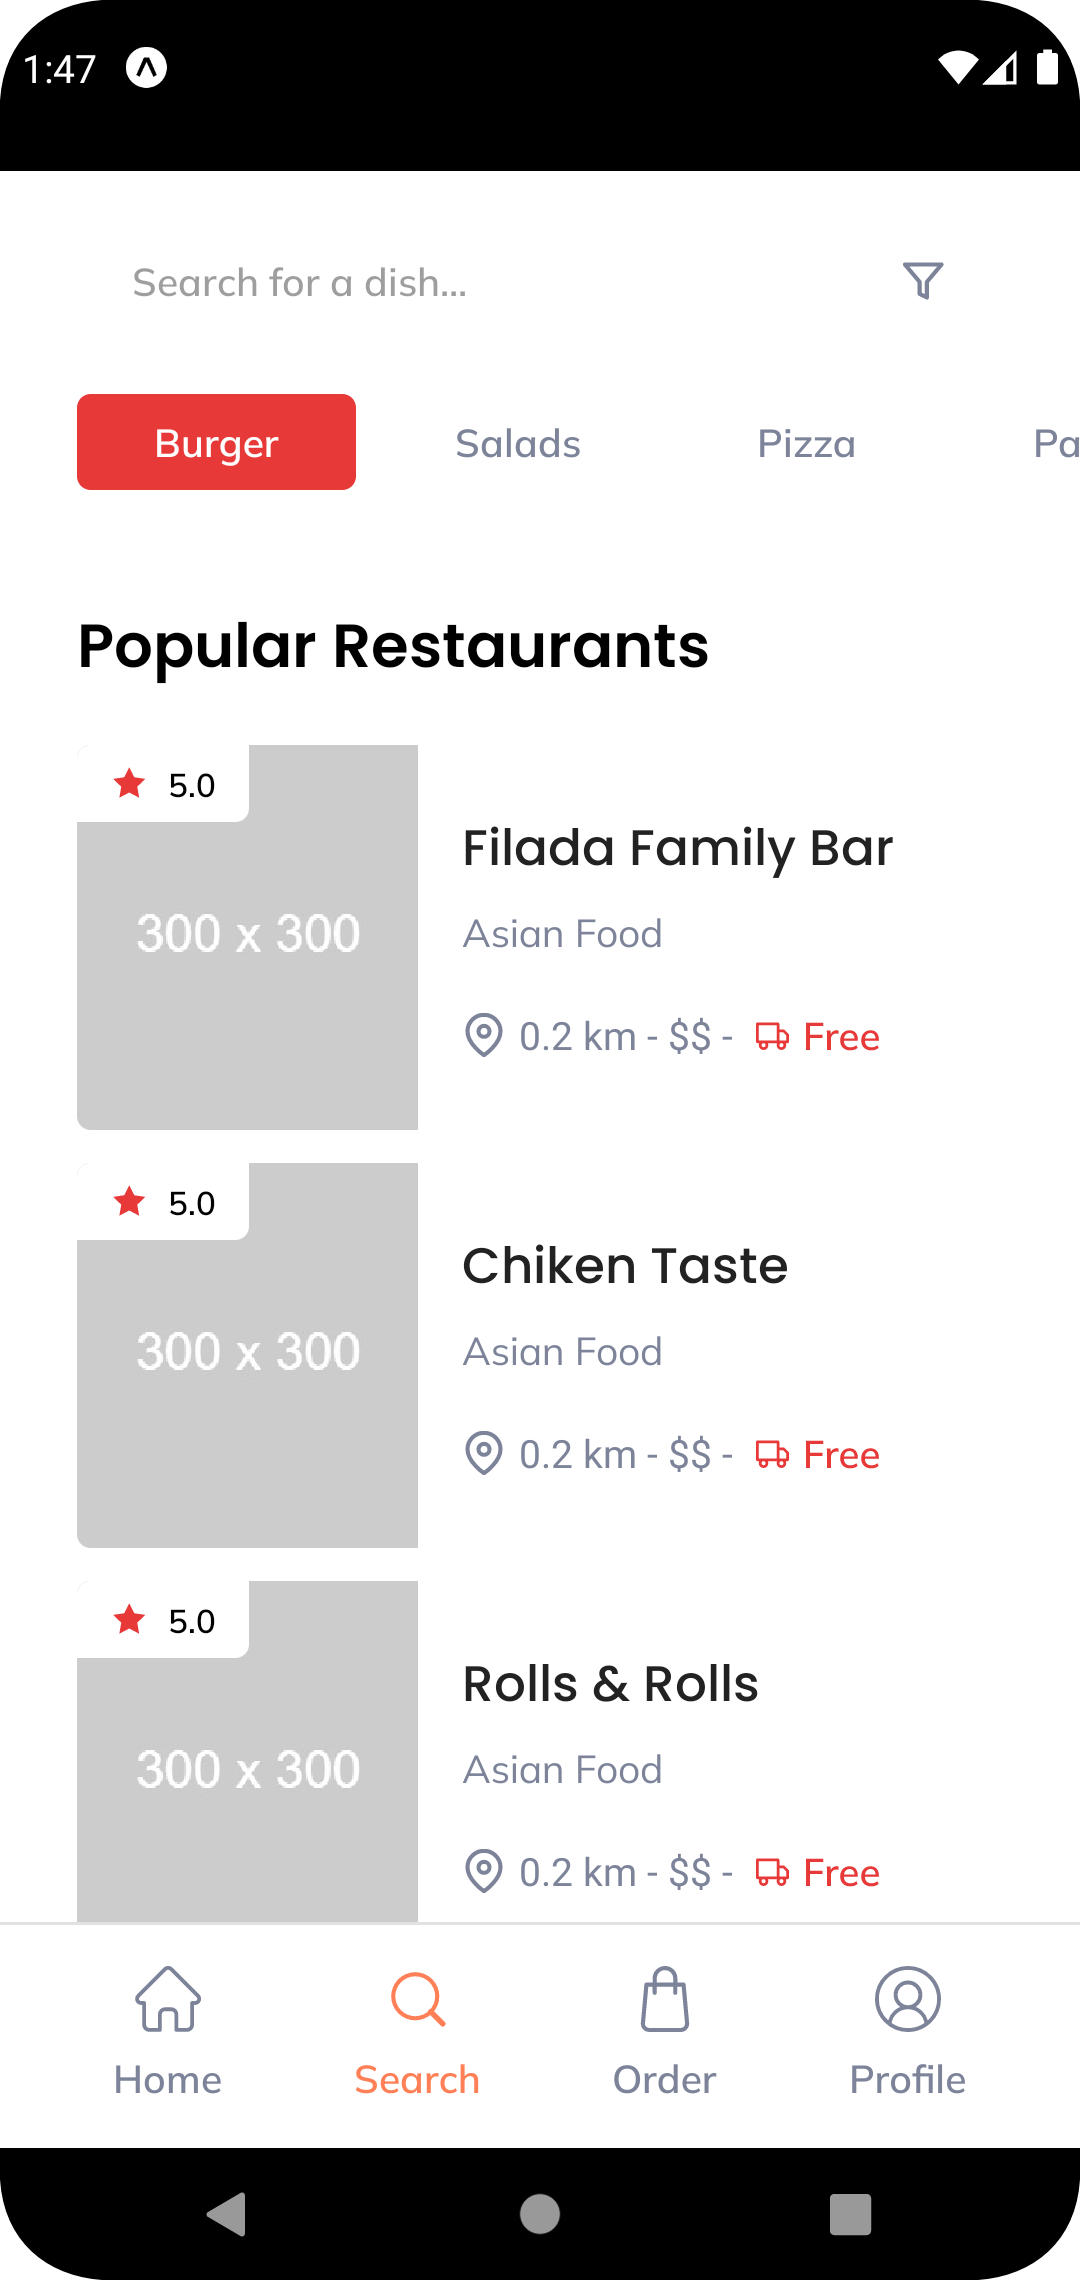 1:47
Search for a dish...
Burger Salads Pizza Pa
Popular Restaurants
5.0
300 x 300
Filada Family Bar
Asian Food
0.2 km - $$ - Free
5.0
300 x 300
Chiken Taste
Asian Food
0.2 km - $$ - Free
5.0
300 x 300
Rolls & Rolls
Asian Food
0.2 km - $$ - Free
Home Search Order Profile